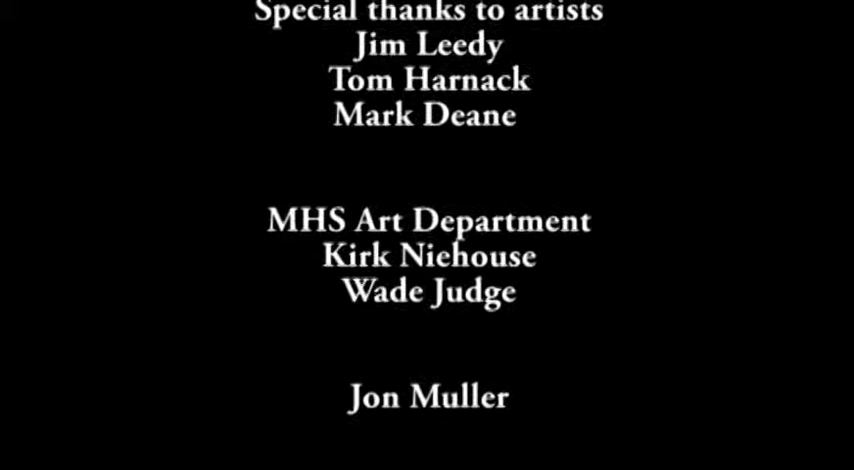 Special thanks to artists
Jim Leedy
Tom Harnack
Mark Deane
MHS Art Department
Kirk Niehouse
Wade Judge
Jon Muller